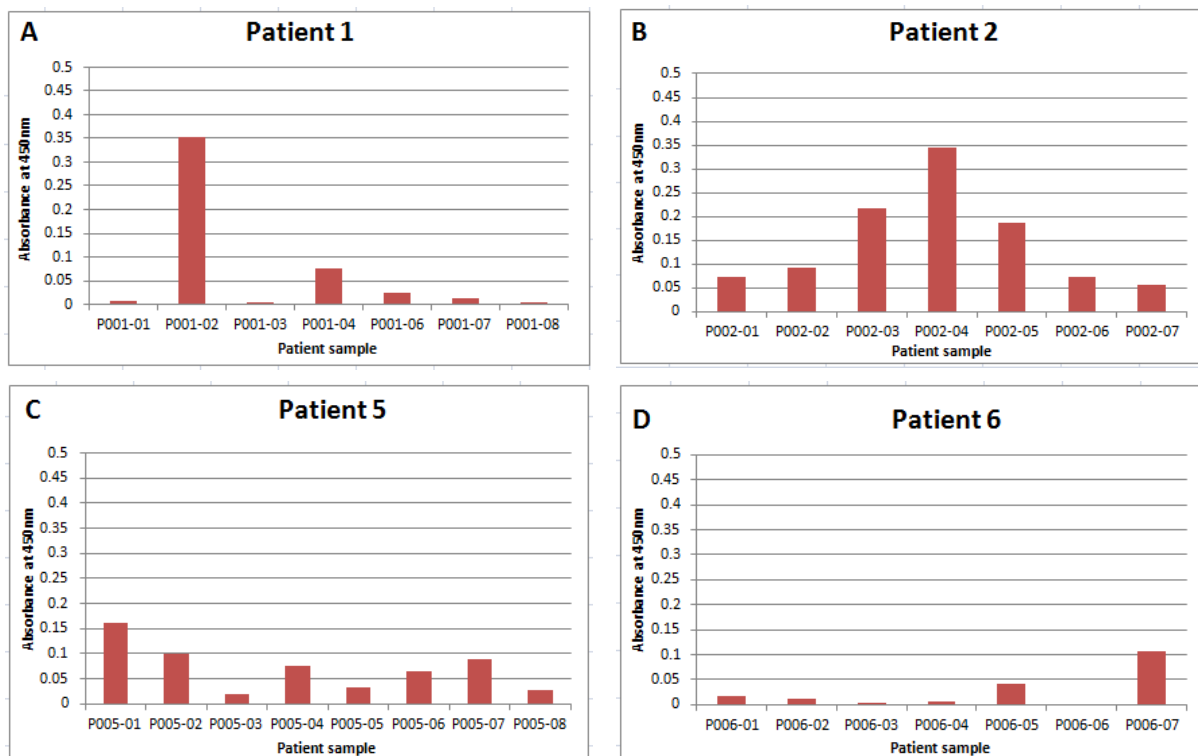 A
Patient 1
Absorbance at 450nm
0.5
0.45
0.4
0.35
0.3
0.25
0.2
0.15
0.1
0.05
0
P001-01 P001-02 P001-03 P001-04 P001-06 P001-07 P001-08
Patient sample
B
Patient 2
Absorbance at 450nm
0.5
0.45
0.4
0.35
0.3
0.25
0.2
0.15
0.1
0.05
0
P002-01 P002-02 P002-03 P002-04 P002-05 P002-06 P002-07
Patient sample
C
Patient 5
Absorbance at 450nm
0.5
0.45
0.4
0.35
0.3
0.25
0.2
0.15
0.1
0.05
0
P005-01 P005-02 P005-03 P005-04 P005-05 P005-06 P005-07 P005-08
Patient sample
D
Patient 6
Absorbance at 450nm
0.5
0.45
0.4
0.35
0.3
0.25
0.2
0.15
0.1
0.05
0
P006-01 P006-02 P006-03 P006-04 P006-05 P006-06 P006-07
Patient sample